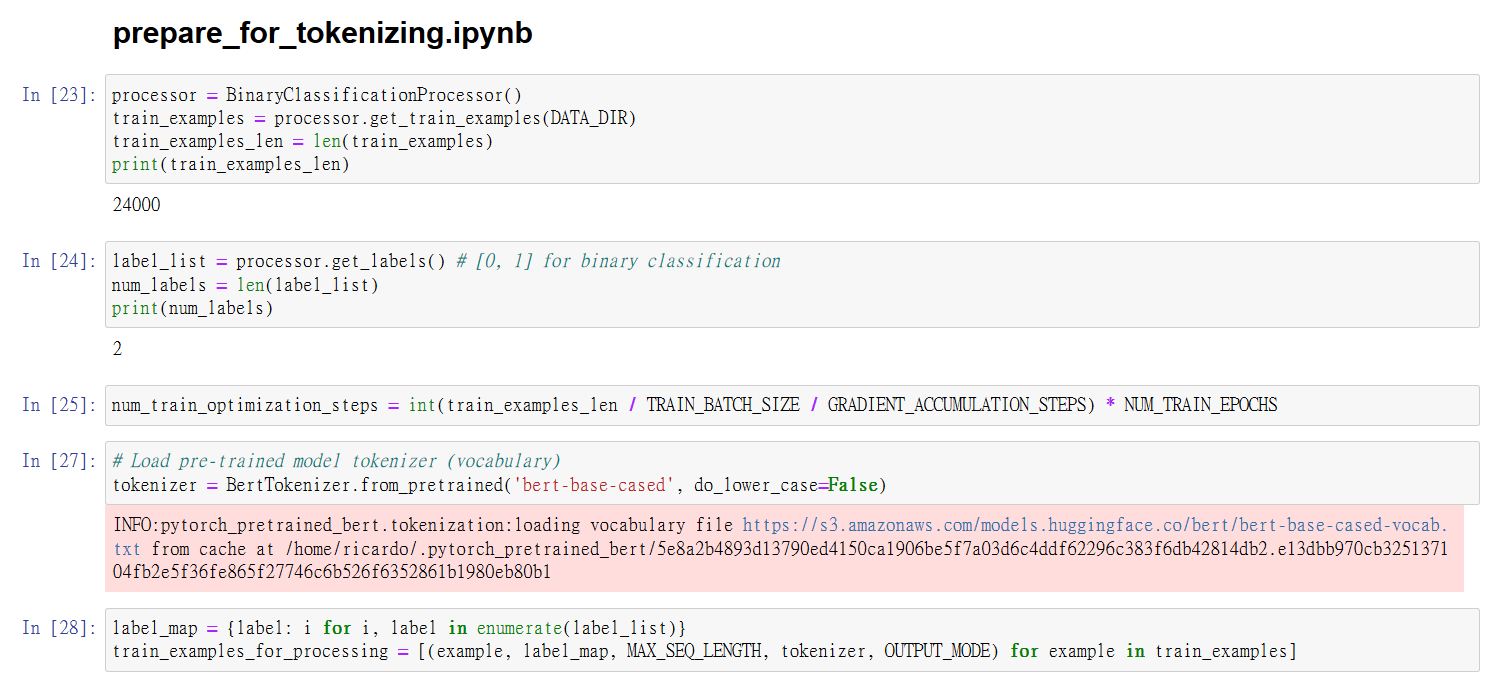 prepare_for_tokenizing.ipynb
In [23]: processor = BinaryClassificationProcessor()
train_examples = processor.get_train_examples(DATA_DIR)
train_examples_len = len(train_examples)
print(train_examples_len)
24000
In [24]: label_list = processor.get_labels() # [0, 1] for binary classification
num_labels = len(label_list)
print(num_labels)
2
In [25]: num_train_optimization_steps = int(train_examples_len / TRAIN_BATCH_SIZE / GRADIENT_ACCUMULATION_STEPS) * NUM_TRAIN_EPOCHS
In [27]: # Load pre-trained model tokenizer (vocabulary)
tokenizer = BertTokenizer.from_pretrained('bert-base-cased', do_lower_case=False)
INFO:pytorch_pretrained_bert.tokenization:loading vocabulary file https://s3.amazonaws.com/models.huggingface.co/bert/bert-base-cased-vocab.
txt from cache at /home/ricardo/.pytorch_pretrained_bert/5e8a2b4893d13790ed4150ca1906be5f7a03d6c4ddf62296c383f6db42814db2.e13dbb970cb325137
104fb2e5f36fe865f27746c6b526f6352861b1980eb80b1
In [28]: label_map = {label: i for i, label in enumerate(label_list)}
train_examples_for_processing = [(example, label_map, MAX_SEQ_LENGTH, tokenizer, OUTPUT_MODE) for example in train_examples]